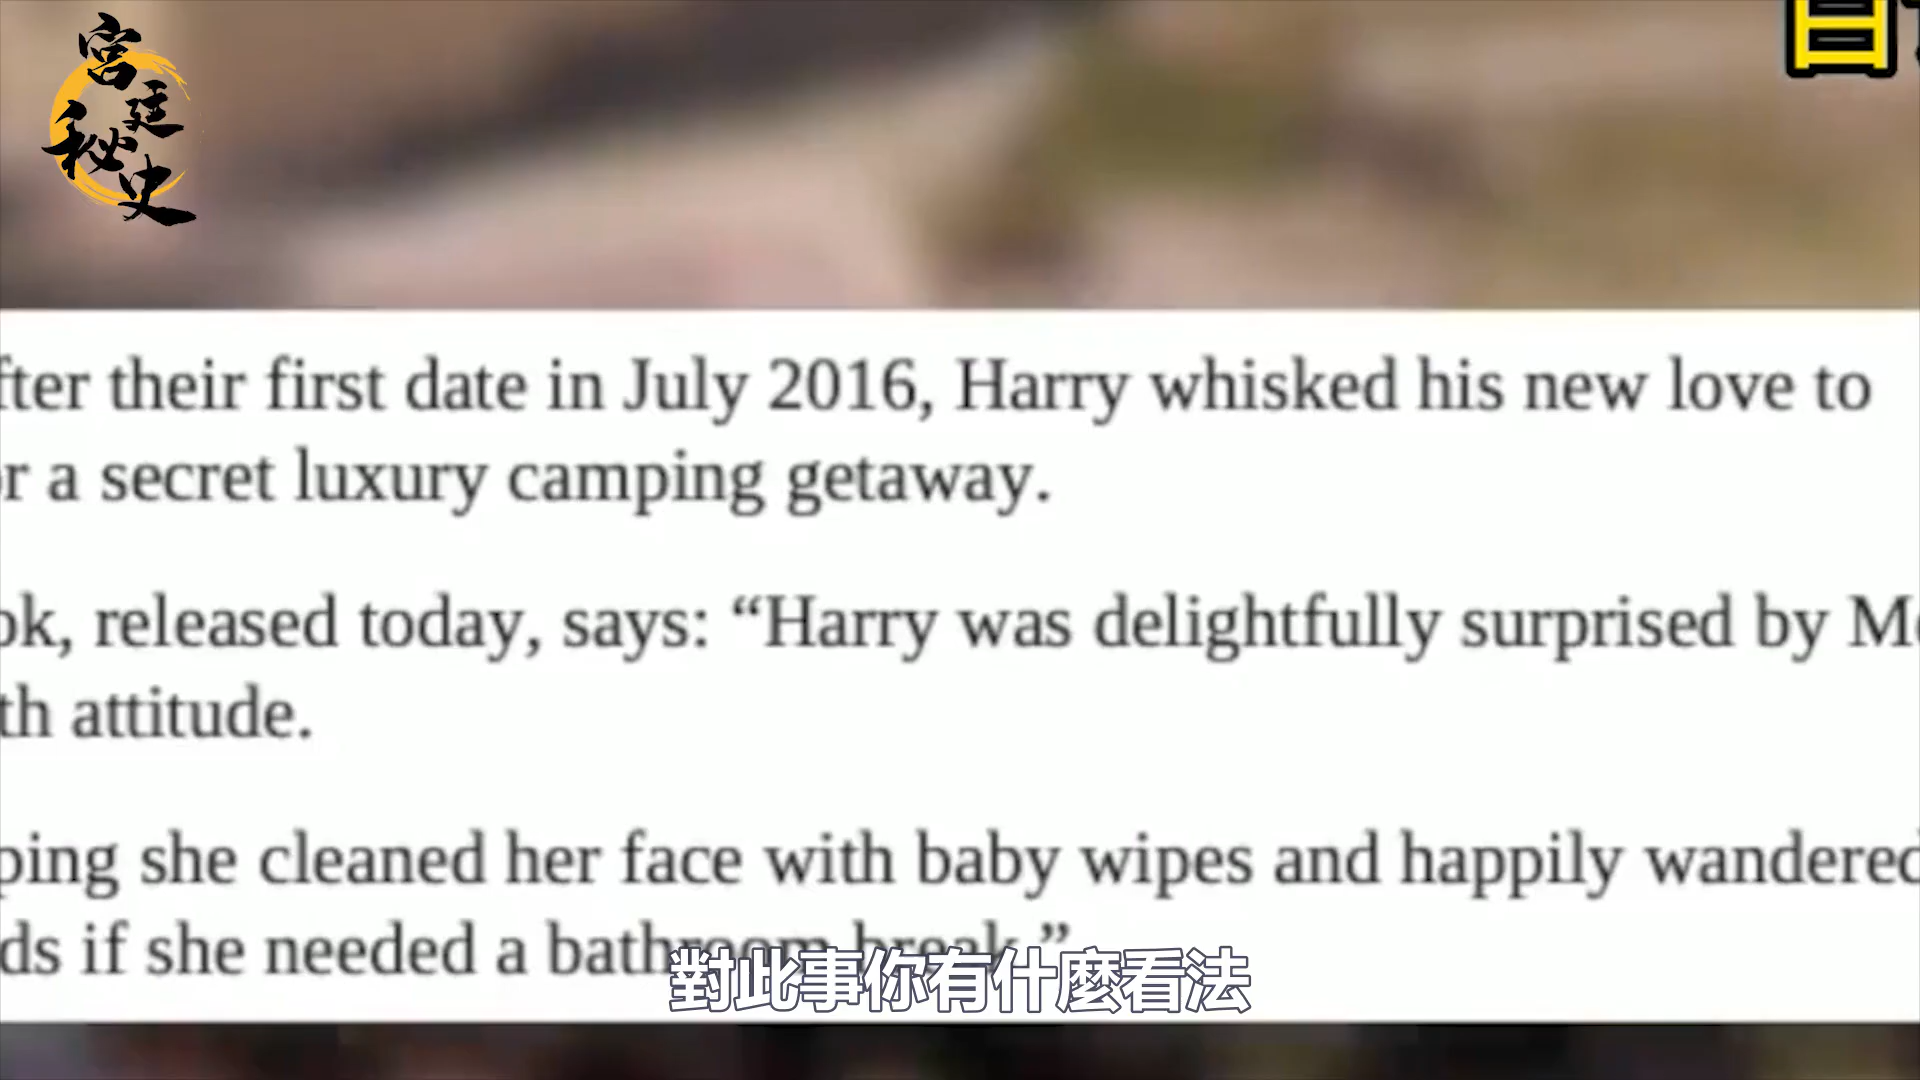 宮廷秘史
fter their first date in July 2016, Harry whisked his new love to
r a secret luxury camping getaway.
ok, released today, says: “Harry was delightfully surprised by M
th attitude.
ping she cleaned her face with baby wipes and happily wandered
ds if she needed a bathroom break.”
對此事你有什麼看法